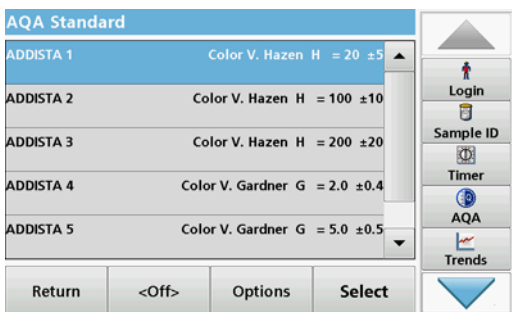 AQA Standard
ADDISTA 1 Color V. Hazen H = 20 ±5
ADDISTA 2 Color V. Hazen H = 100 ±10
ADDISTA 3 Color V. Hazen H = 200 ±20
ADDISTA 4 Color V. Gardner G = 2.0 ±0.4
ADDISTA 5 Color V. Gardner G = 5.0 ±0.5
Return <Off> Options Select
Login
Sample ID
Timer
AQA
Trends